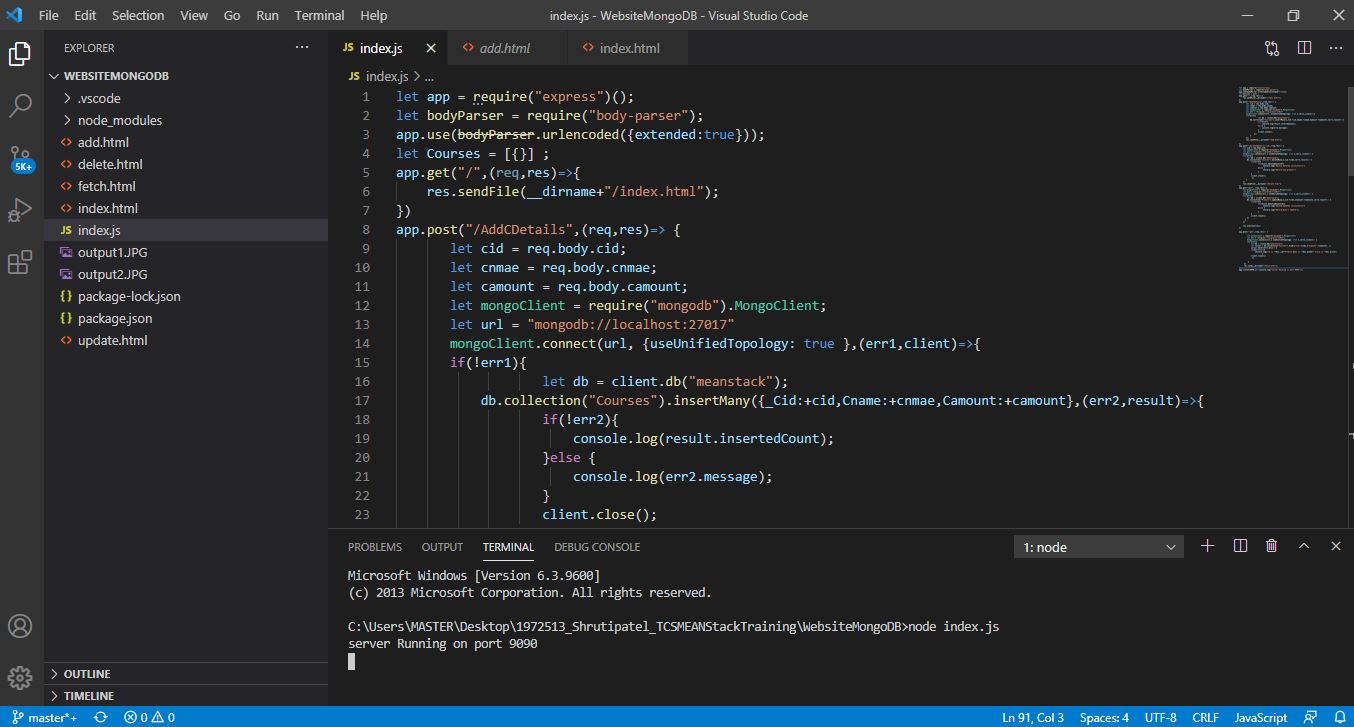 File Edit Selection View Go Run Terminal Help index.js - WebsiteMongoDB - Visual Studio Code
EXPLORER
WEBSITEMONGODB
.vscode
node_modules
add.html
delete.html
fetch.html
index.html
index.js
output1.JPG
output2.JPG
package-lock.json
package.json
update.html
OUTLINE
TIMELINE
5K+
JS index.js add.html index.html
JS index.js > ...
1 let app = require("express")();
2 let bodyParser = require("body-parser");
3 app.use(bodyParser.urlencoded({extended:true}));
4 let Courses = [{}] ;
5 app.get("/",(req,res)=>{
6 res.sendFile(__dirname+"/index.html");
7 })
8 app.post("/AddCDetails",(req,res)=> {
9 let cid = req.body.cid;
10 let cnmae = req.body.cnmae;
11 let camount = req.body.camount;
12 let mongoClient = require("mongodb").MongoClient;
13 let url = "mongodb://localhost:27017"
14 mongoClient.connect(url, {useUnifiedTopology: true },(err1,client)=>{
15 if(!err1){
16 let db = client.db("meanstack");
17 db.collection("Courses").insertMany({_Cid:+cid,Cname:+cnmae,Camount:+camount},(err2,result)=>{
18 if(!err2){
19 console.log(result.insertedCount);
20 }else {
21 console.log(err2.message);
22 }
23 client.close();
PROBLEMS OUTPUT TERMINAL DEBUG CONSOLE 1: node
Microsoft Windows [Version 6.3.9600]
(c) 2013 Microsoft Corporation. All rights reserved.
C:\Users\MASTER\Desktop\1972513_Shrutipatel_TCSMEANStackTraining\WebsiteMongoDB>node index.js
server Running on port 9090
master*+ 0 0 Ln 91, Col 3 Spaces: 4 UTF-8 CRLF JavaScript